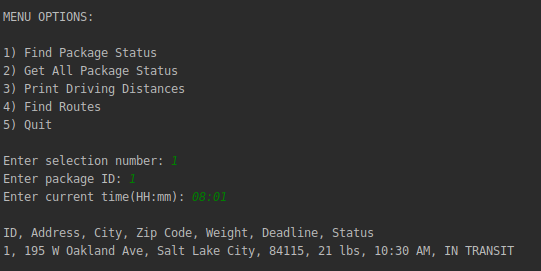 MENU OPTIONS:
1) Find Package Status
2) Get All Package Status
3) Print Driving Distances
4) Find Routes
5) Quit
Enter selection number: 1
Enter package ID: 1
Enter current time(HH:mm): 08:01
ID, Address, City, Zip Code, Weight, Deadline, Status
1, 195 W Oakland Ave, Salt Lake City, 84115, 21 lbs, 10:30 AM, IN TRANSIT